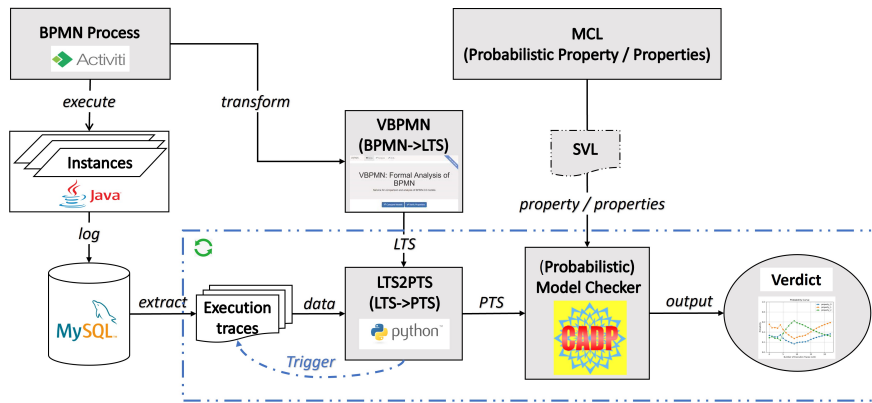 BPMN Process
Activiti
MCL
(Probabilistic Property / Properties)
execute
transform
VBPMN
(BPMN->LTS)
VBPMN: Formal Analysis of
BPMN
Instances
Java
SVL
property / properties
log
LTS
LTS2PTS
(LTS->PTS)
python
(Probabilistic)
Model Checker
CADP
Verdict
MySQL
extract
Execution
traces
data
PTS
output
Trigger